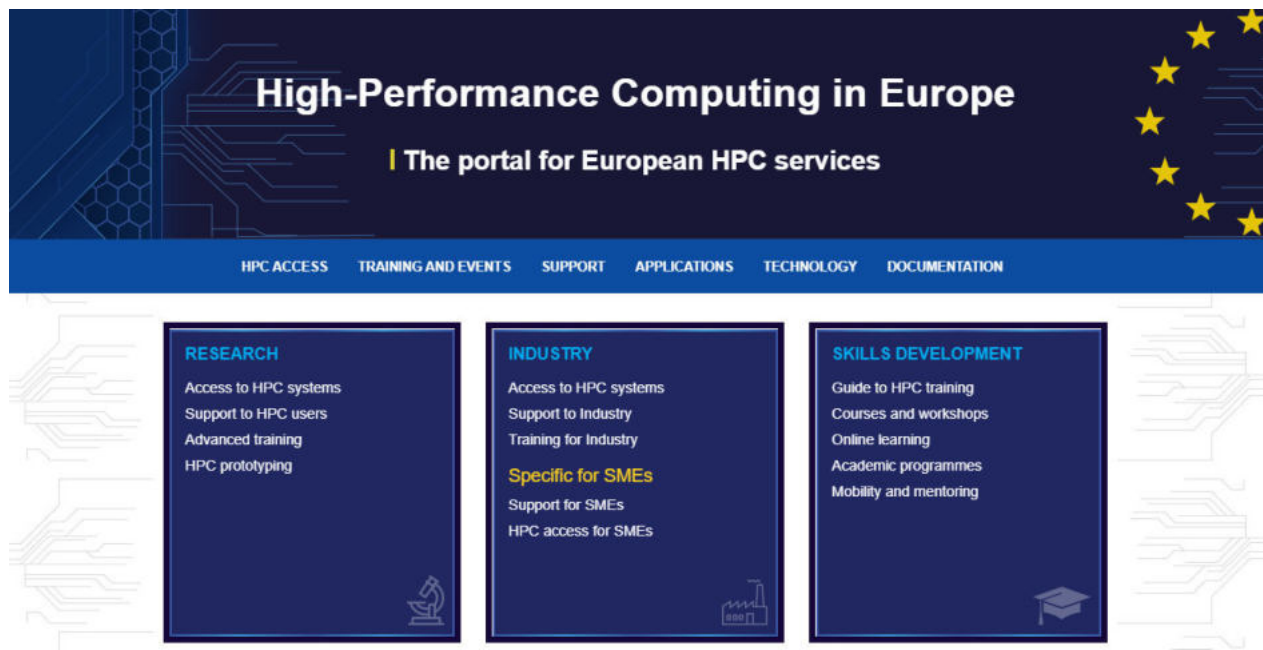 High-Performance Computing in Europe
| The portal for European HPC services
HPC ACCESS TRAINING AND EVENTS SUPPORT APPLICATIONS TECHNOLOGY DOCUMENTATION
RESEARCH
Access to HPC systems
Support to HPC users
Advanced training
HPC prototyping
INDUSTRY
Access to HPC systems
Support to Industry
Training for Industry
Specific for SMEs
Support for SMEs
HPC access for SMEs
SKILLS DEVELOPMENT
Guide to HPC training
Courses and workshops
Online learning
Academic programmes
Mobility and mentoring